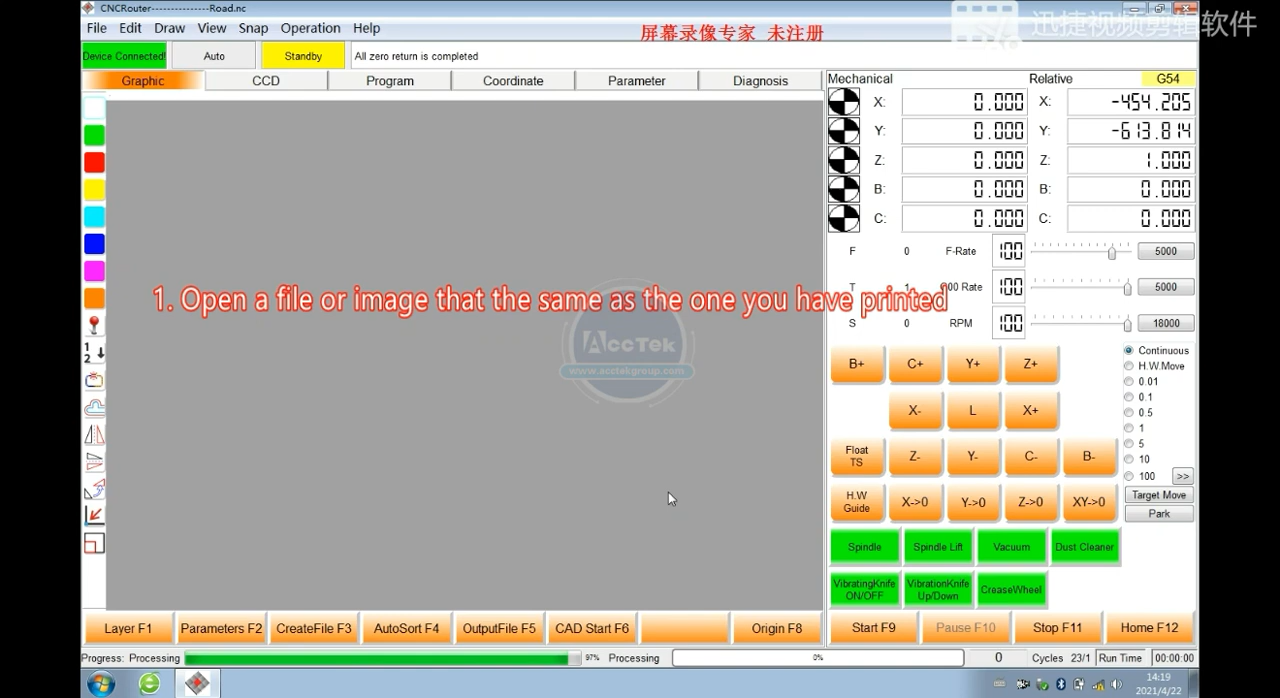 CNCRouter---------------Road.nc
File Edit Draw View Snap Operation Help
屏幕录像专家 未注册
迅捷视频剪辑软件
Device Connected! Auto Standby All zero return is completed
Graphic CCD Program Coordinate Parameter Diagnosis
Mechanical Relative G54
X: 0.000 X: -454.205
Y: 0.000 Y: -613.814
Z: 0.000 Z: 1.000
B: 0.000 B: 0.000
C: 0.000 C: 0.000
F 0 F-Rate 100 5000
1. Open a file or image that the same as the one you have printed
T 1 00 Rate 100 5000
S 0 RPM 100 18000
AccTek
www.acctekgroup.com
B+ C+ Y+ Z+
X- L X+
Float TS Z- Y- C- B-
H.W Guide X->0 Y->0 Z->0 XY->0
Continuous
H.W.Move
0.01
0.1
0.5
1
5
10
100 >>
Target Move
Park
Spindle Spindle Lift Vacuum Dust Cleaner
VibratingKnife ON/OFF VibrationKnife Up/Down CreaseWheel
Layer F1 Parameters F2 CreateFile F3 AutoSort F4 OutputFile F5 CAD Start F6 Origin F8
Start F9 Pause F10 Stop F11 Home F12
Progress: Processing 97% Processing 0% 0 Cycles 23/1 Run Time 00:00:00
14:19
2021/4/22